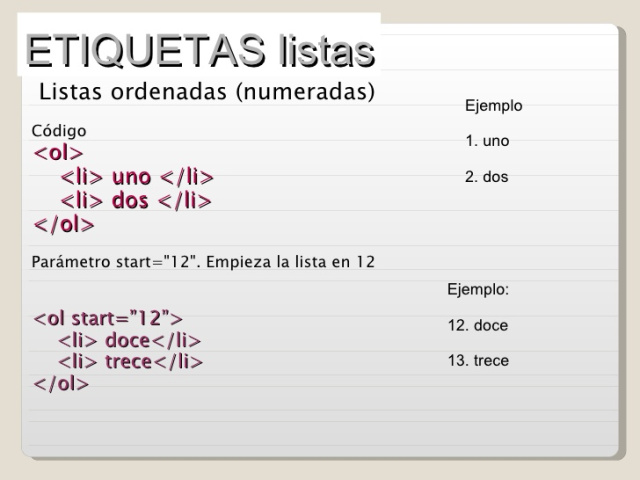 ETIQUETAS listas
Listas ordenadas (numeradas)
Código
<ol>
<li> uno </li>
<li> dos </li>
</ol>
Ejemplo
1. uno
2. dos
Parámetro start="12". Empieza la lista en 12
<ol start="12">
<li> doce</li>
<li> trece</li>
</ol>
Ejemplo:
12. doce
13. trece